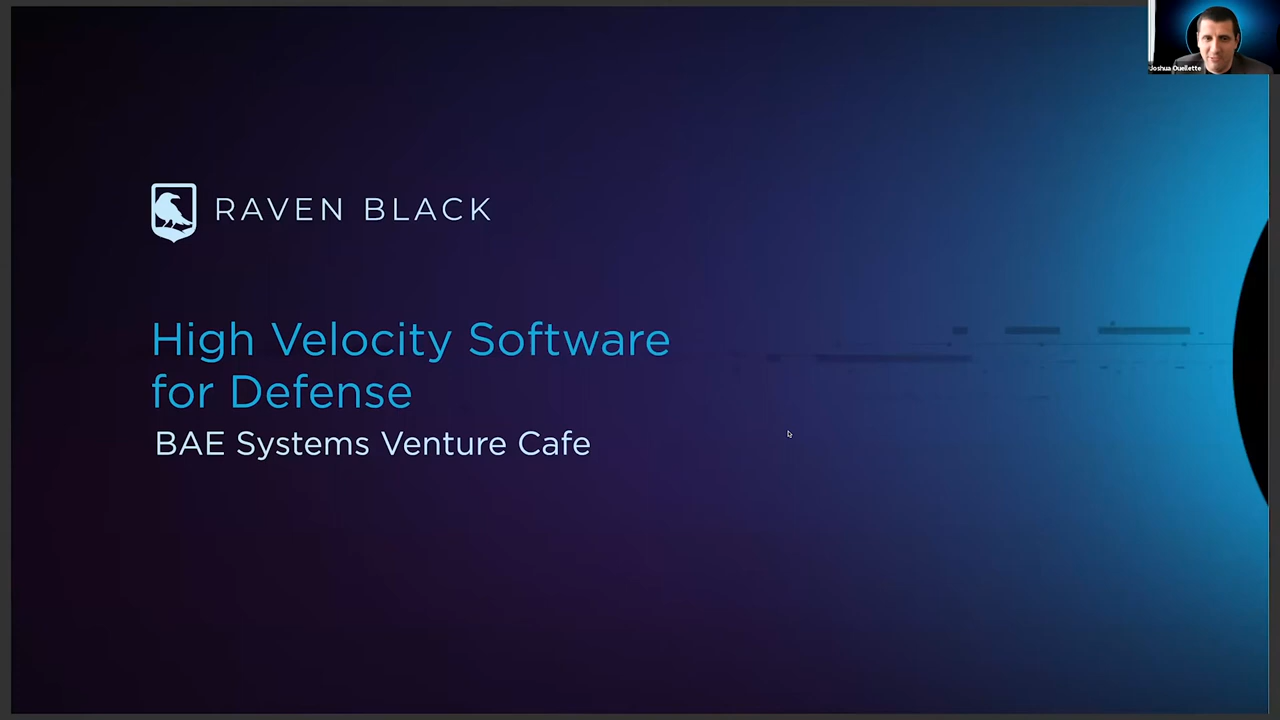 Joshua Ouellette
RAVEN BLACK
High Velocity Software
for Defense
BAE Systems Venture Cafe